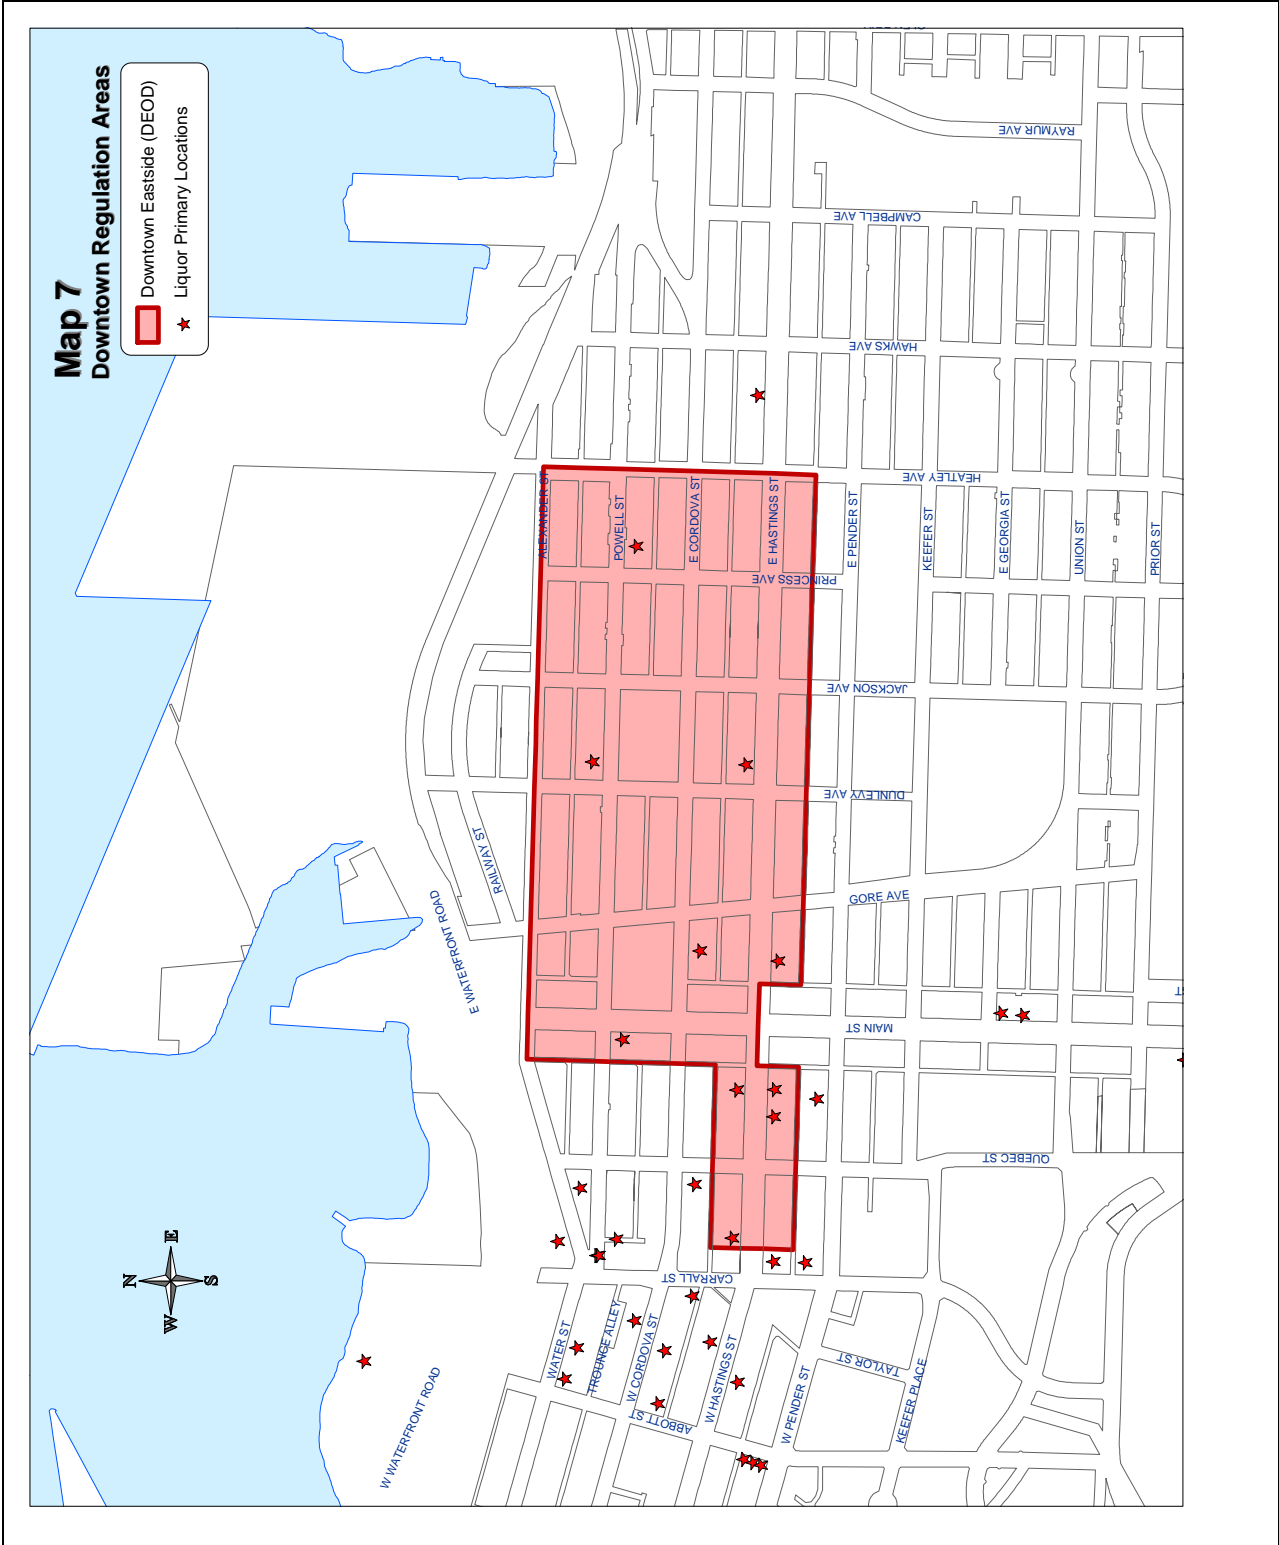 Map 7
Downtown Regulation Areas
Downtown Eastside (DEOD)
Liquor Primary Locations
N
E
S
W
RAYMUR AVE
CAMPBELL AVE
HAWKS AVE
HEATLEY AVE
ALEXANDER ST
POWELL ST
E CORDOVA ST
E HASTINGS ST
E PENDER ST
KEEFER ST
E GEORGIA ST
UNION ST
PRIOR ST
PRINCESS AVE
JACKSON AVE
DUNLEVY AVE
RAILWAY ST
GORE AVE
E WATERFRONT ROAD
MAIN ST
ST
QUEBEC ST
CARRALL ST
WATER ST
TROUNCE ALLEY
W CORDOVA ST
W HASTINGS ST
W PENDER ST
TAYLOR ST
KEEFER PLACE
ABBOTT ST
W WATERFRONT ROAD